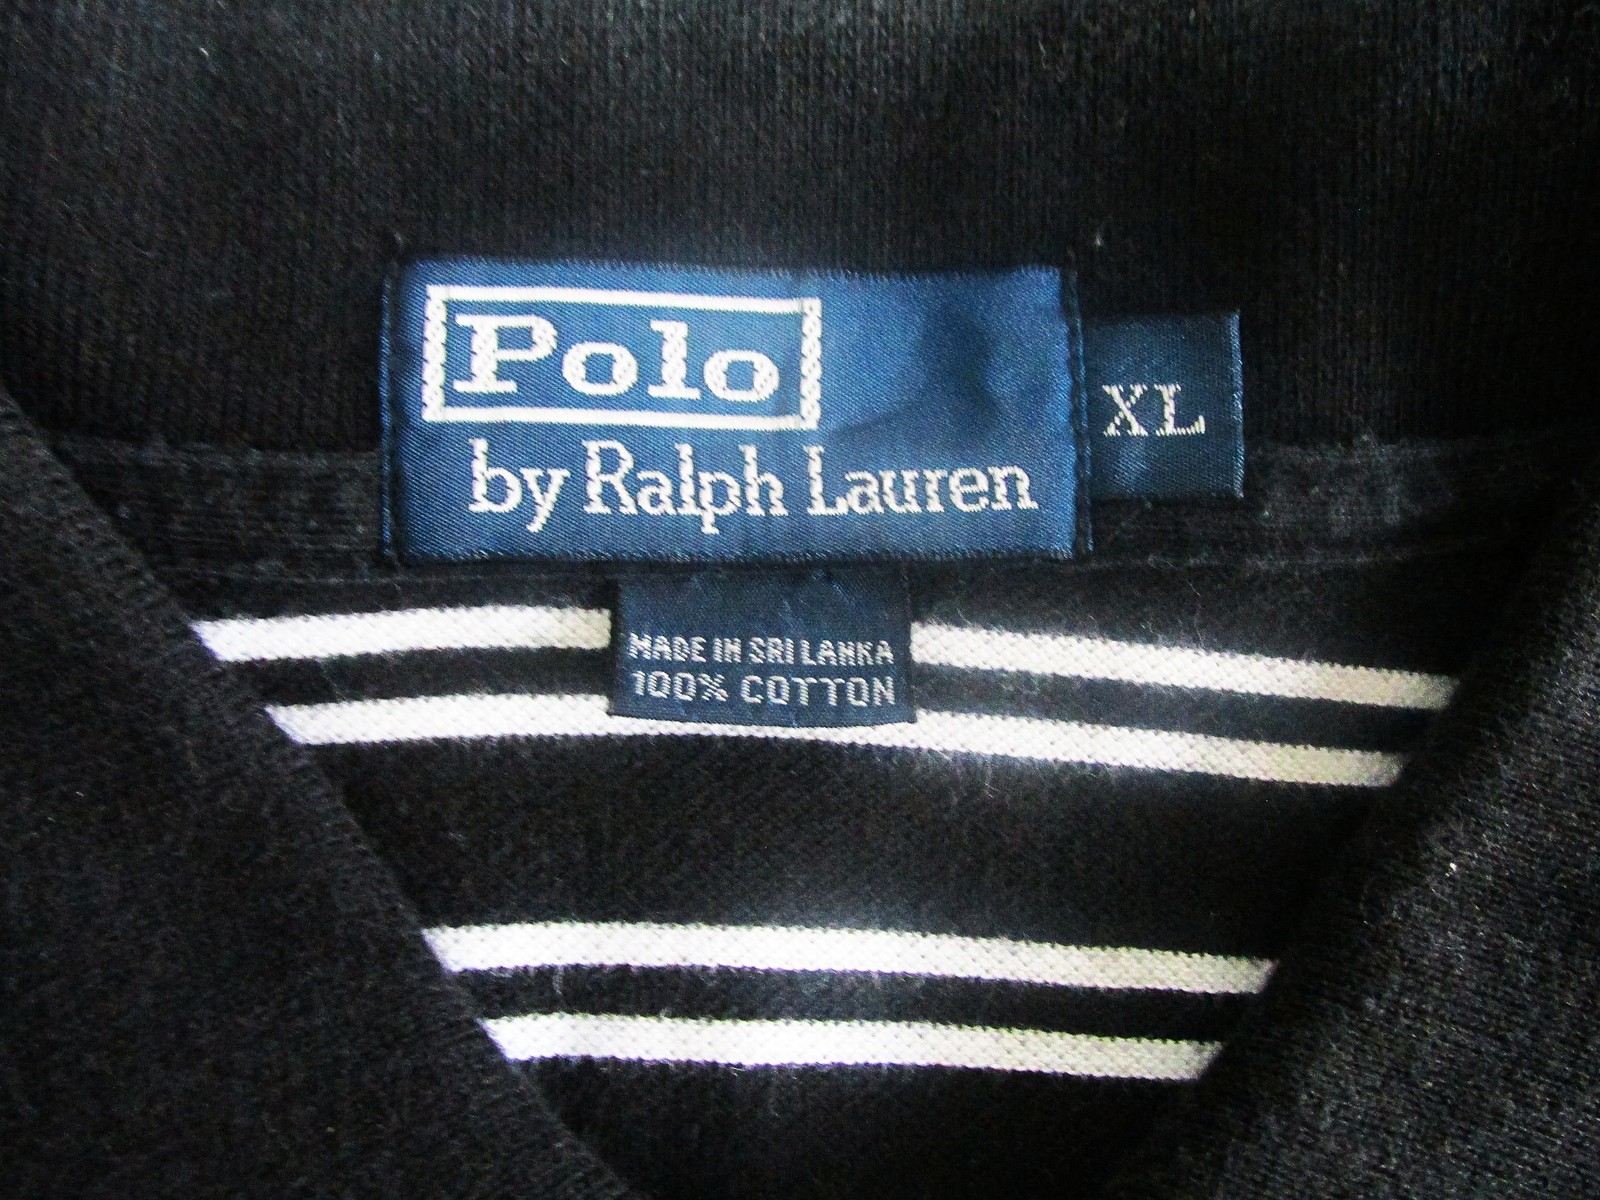 Polo
by Ralph Lauren
XL
MADE IN SRI LANKA
100% COTTON